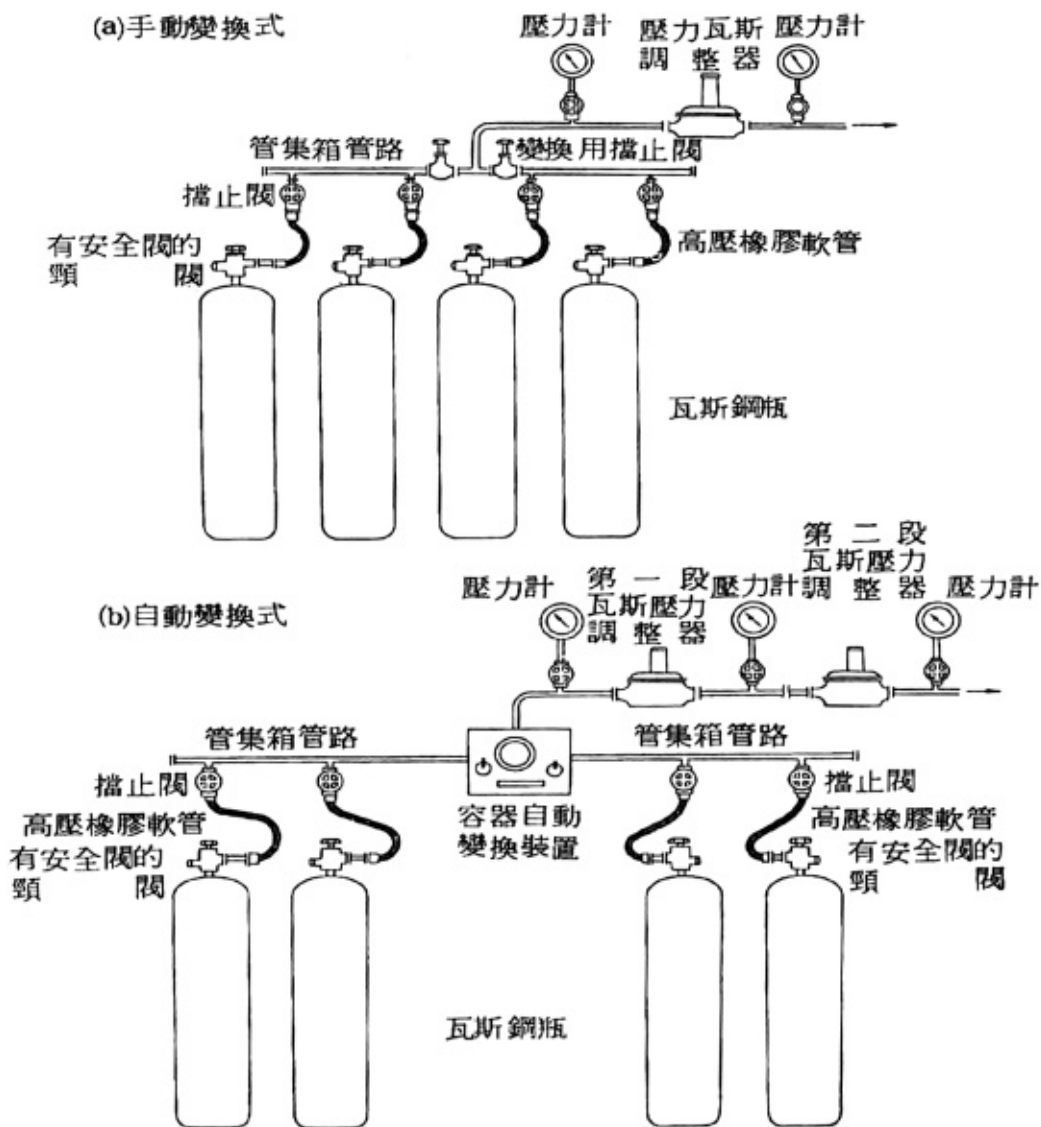 (a)手動變換式
壓力計
壓力瓦斯
調整器
壓力計
管集箱管路
變換用擋止閥
擋止閥
有安全閥的
頸閥
高壓橡膠軟管
瓦斯鋼瓶
(b)自動變換式
壓力計
第一段
瓦斯壓力
調整器
壓力計
第二段
瓦斯壓力
調整器
壓力計
管集箱管路
管集箱管路
擋止閥
擋止閥
高壓橡膠軟管
有安全閥的
頸閥
容器自動
變換裝置
高壓橡膠軟管
有安全閥的
頸閥
瓦斯鋼瓶